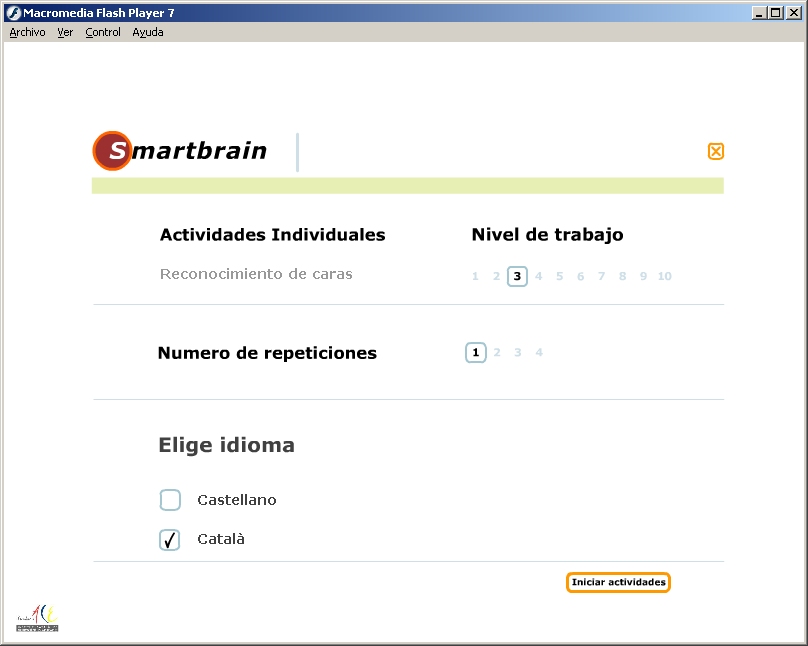 Macromedia Flash Player 7
Archivo Ver Control Ayuda
Smartbrain
Actividades Individuales
Nivel de trabajo
Reconocimiento de caras
1 2 3 4 5 6 7 8 9 10
Numero de repeticiones
1 2 3 4
Elige idioma
Castellano
Català
Iniciar actividades